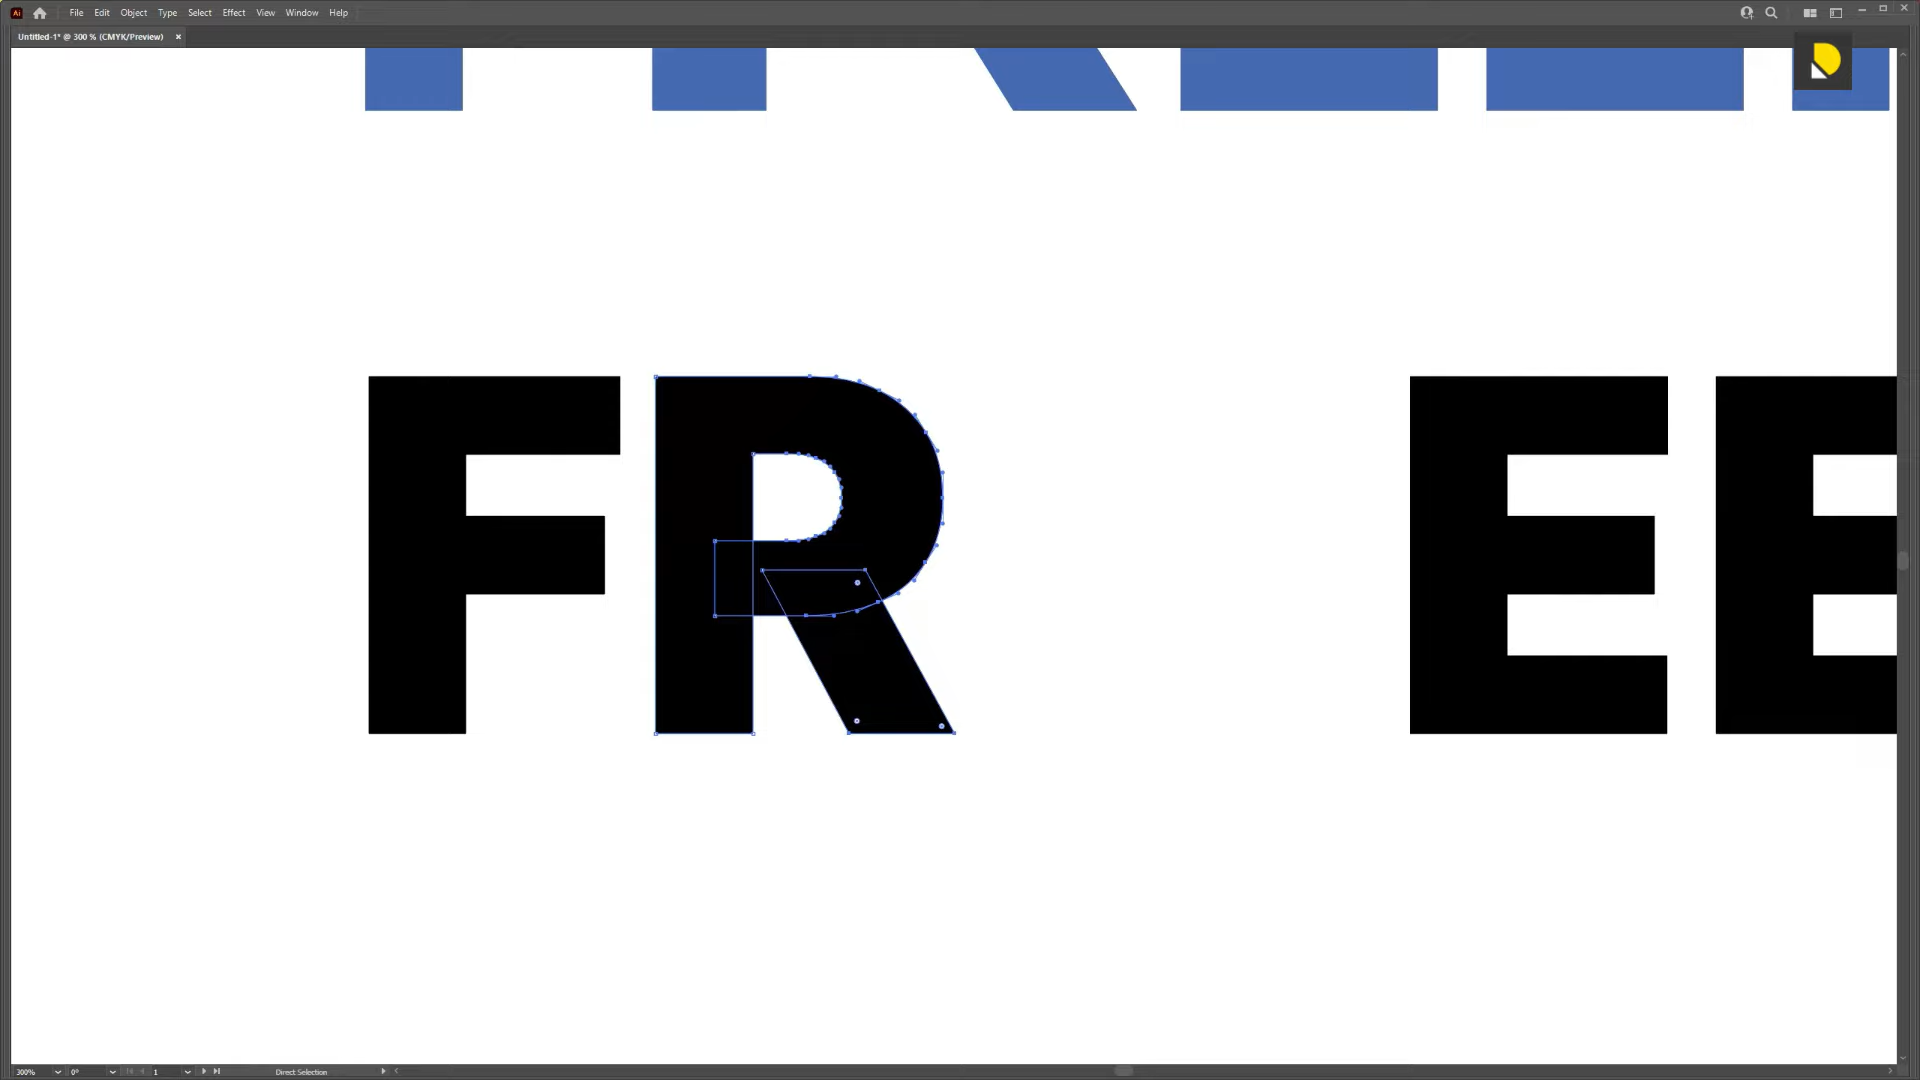 File Edit Object Type Select Effect View Window Help
Untitled-1* @ 300 % (CMYK/Preview)
FR EE
300% 0° 1 Direct Selection